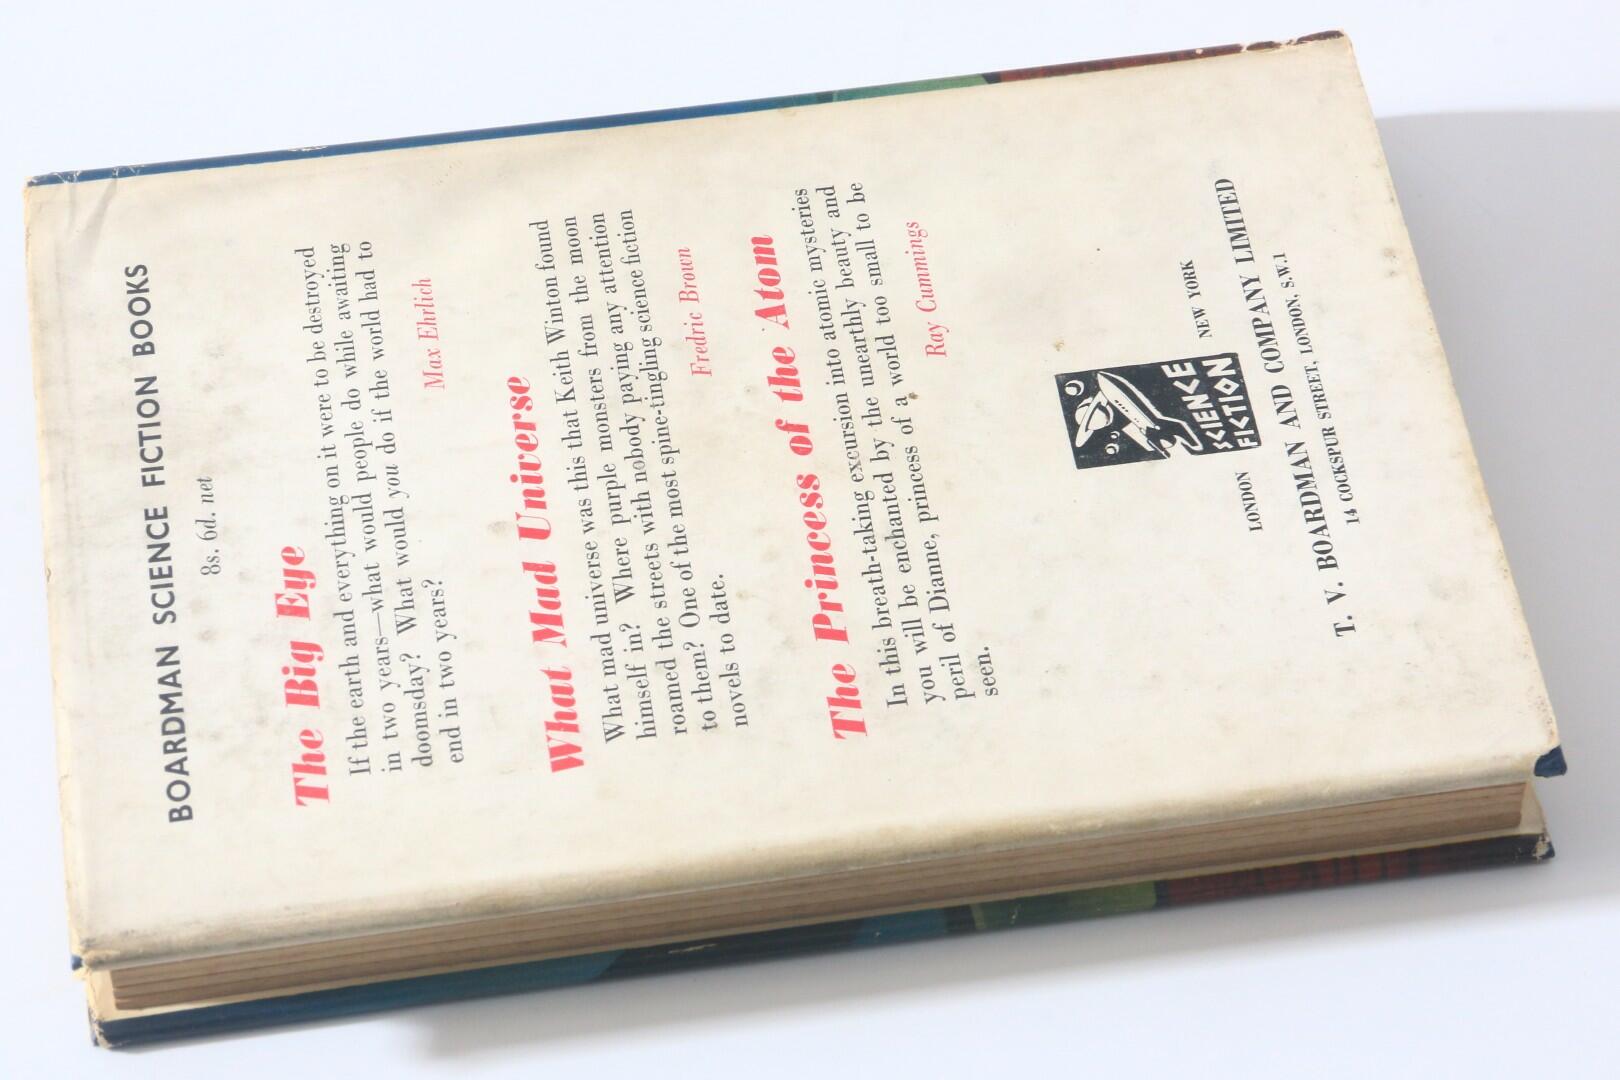 BOARDMAN SCIENCE FICTION BOOKS
8s. 6d. net
The Big Eye
If the earth and everything on it were to be destroyed
in two years—what would people do while awaiting
doomsday? What would you do if the world had to
end in two years?
Max Ehrlich
What Mad Universe
What mad universe was this that Keith Winton found
himself in? Where purple monsters from the moon
roamed the streets with nobody paying any attention
to them? One of the most spine-tingling science fiction
novels to date.
Fredric Brown
The Princess of the Atom
In this breath-taking excursion into atomic mysteries
you will be enchanted by the unearthly beauty and
peril of Dianne, princess of a world too small to be
seen.
Ray Cummings
SCIENCE
FICTION
LONDON NEW YORK
T. V. BOARDMAN AND COMPANY LIMITED
14 COCKSPUR STREET, LONDON, S.W.1